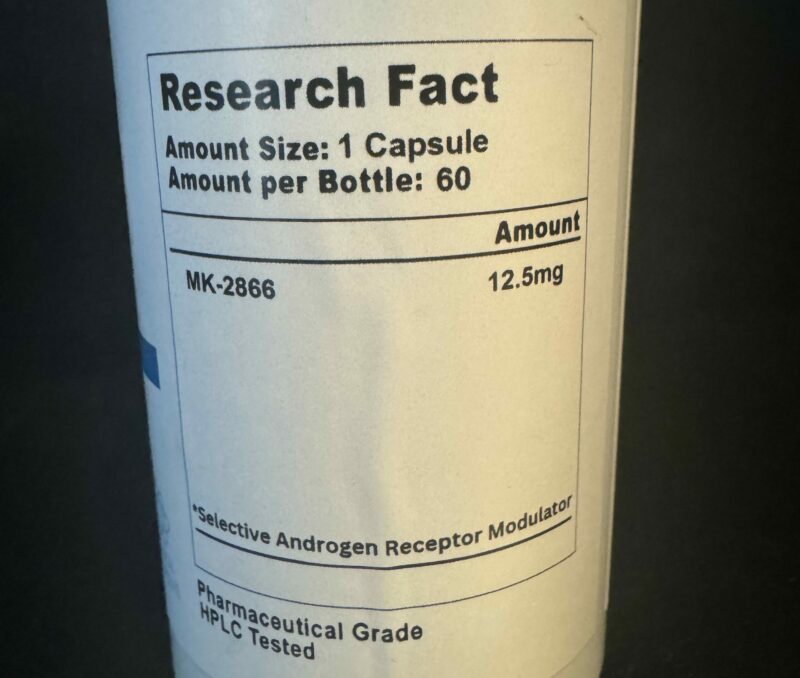 Research Fact
Amount Size: 1 Capsule
Amount per Bottle: 60
Amount
MK-2866 12.5mg
*Selective Androgen Receptor Modulator
Pharmaceutical Grade
HPLC Tested